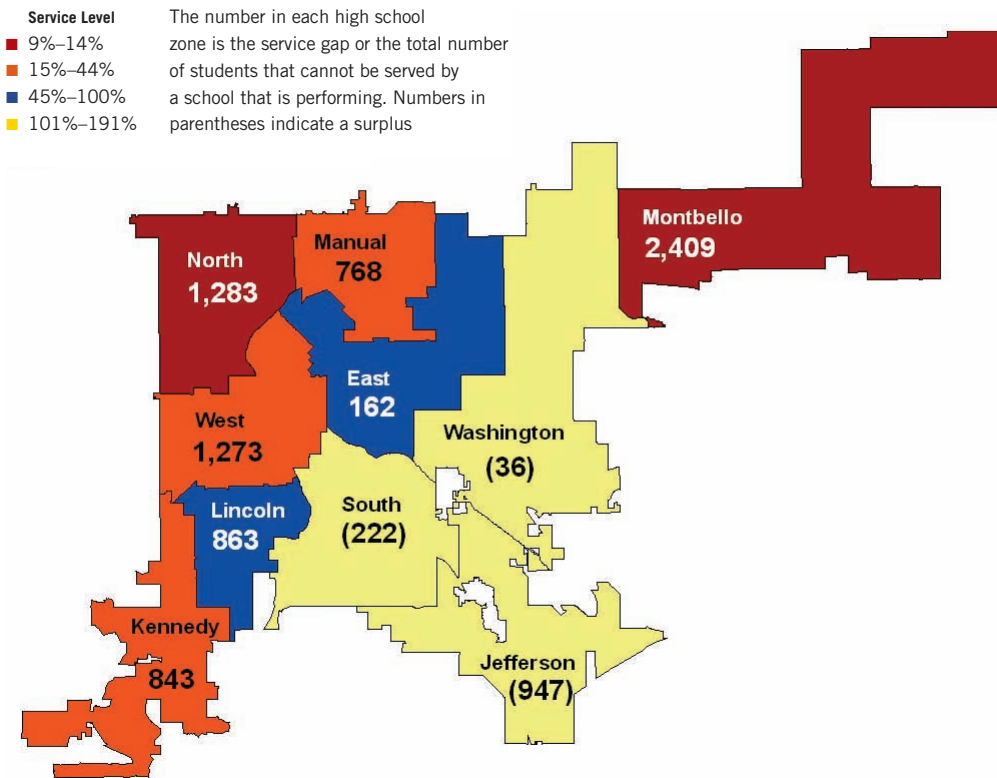 Service Level
9%–14%
15%–44%
45%–100%
101%–191%
The number in each high school
zone is the service gap or the total number
of students that cannot be served by
a school that is performing. Numbers in
parentheses indicate a surplus
Montbello
2,409
North
1,283
Manual
768
East
162
West
1,273
Washington
(36)
Lincoln
863
South
(222)
Kennedy
843
Jefferson
(947)